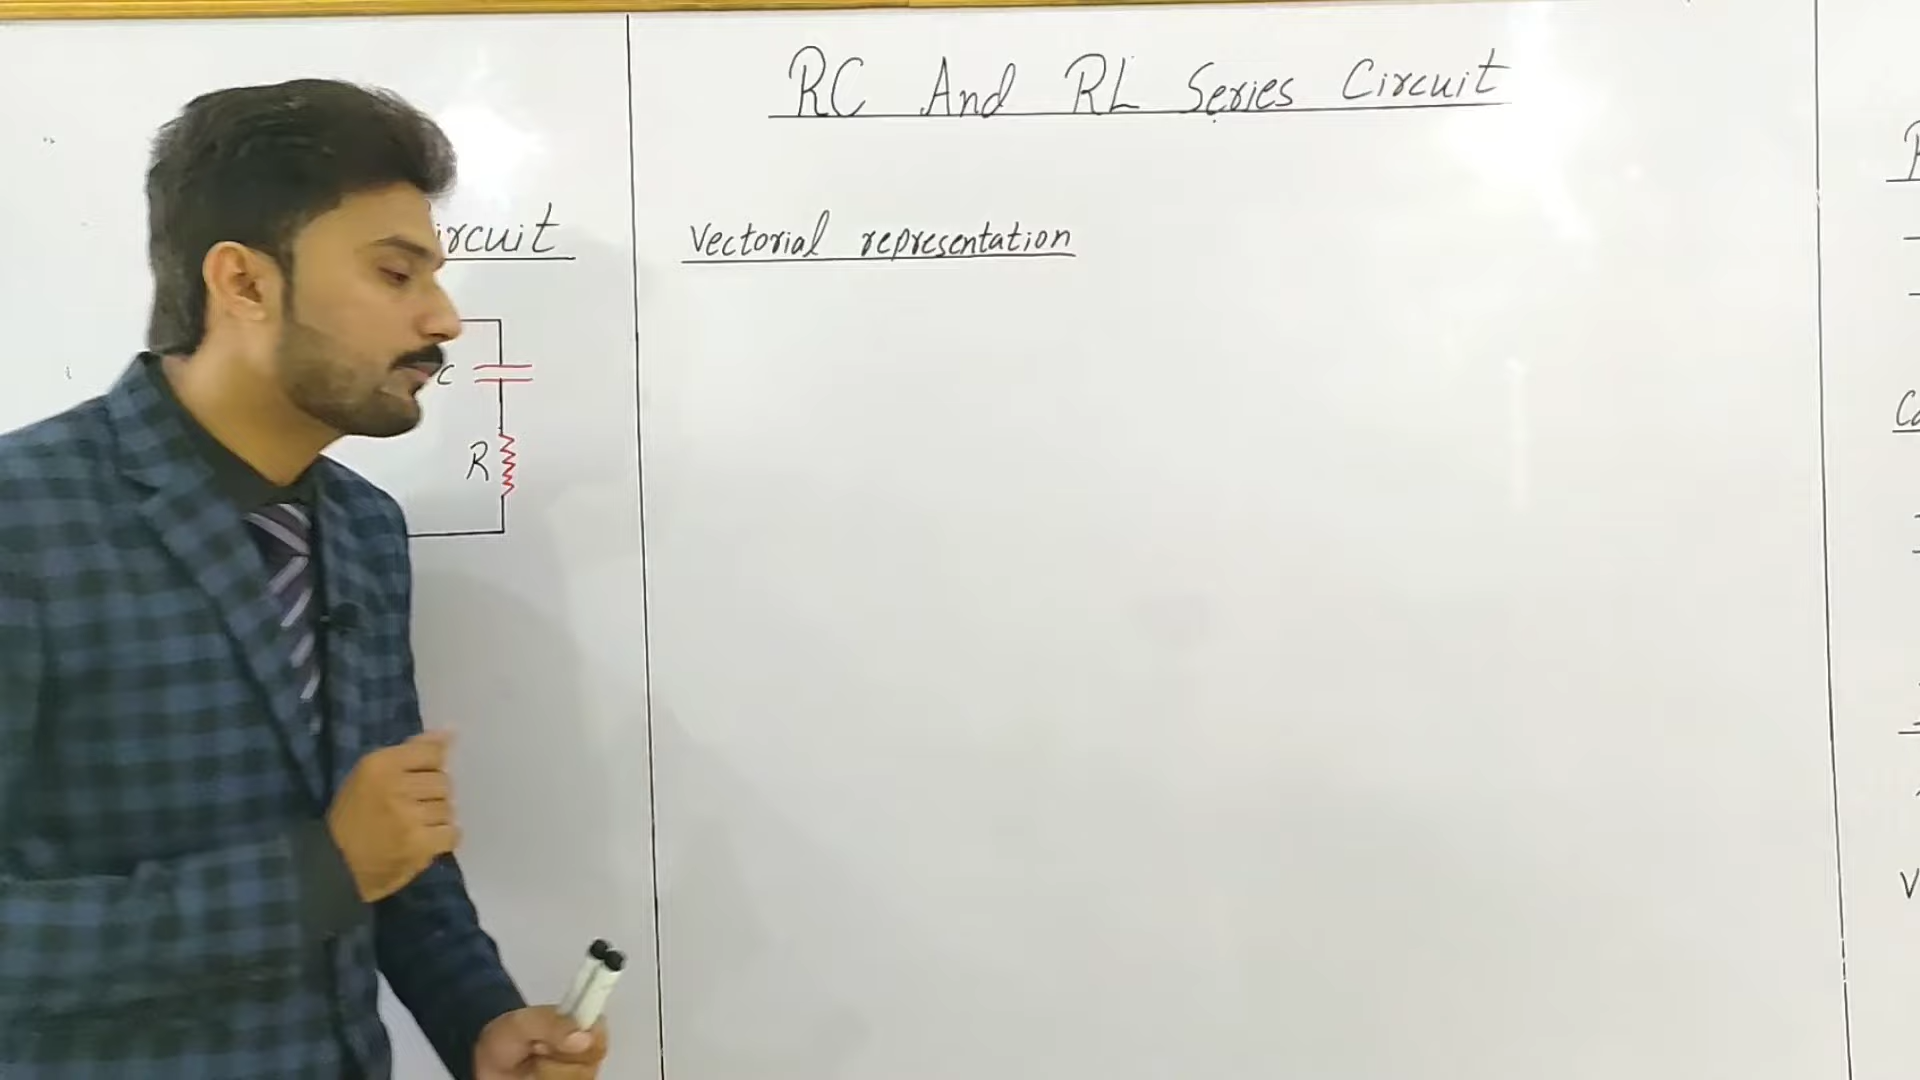 RC And RL Series Circuit
ircuit
Vectorial representation
C
R
V